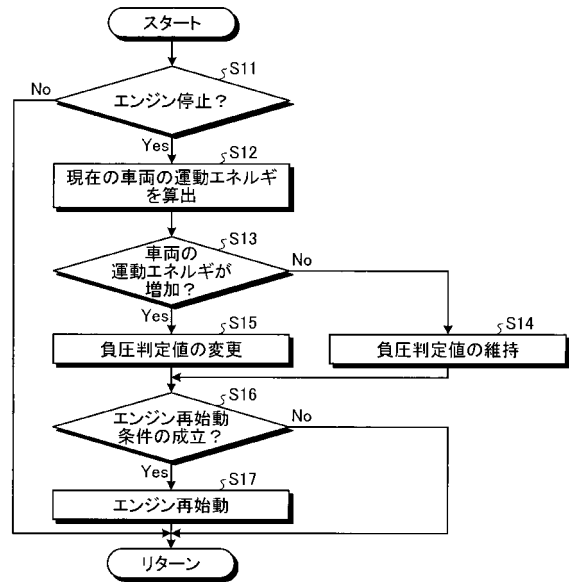 スタート
S11
エンジン停止？
No
Yes
S12
現在の車両の運動エネルギ
を算出
S13
車両の
運動エネルギが
増加？
No
Yes
S15
負圧判定値の変更
S14
負圧判定値の維持
S16
エンジン再始動
条件の成立？
No
Yes
S17
エンジン再始動
リターン